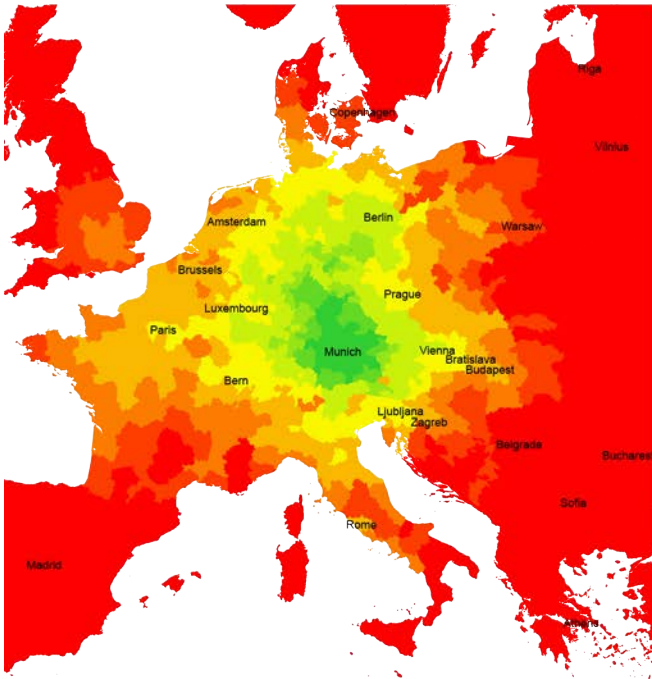 Riga
Copenhagen
Vilnius
Berlin
Amsterdam
Warsaw
Brussels
Prague
Luxembourg
Paris
Munich
Vienna
Bratislava
Budapest
Bern
Ljubljana
Zagreb
Belgrade
Bucharest
Sofia
Rome
Madrid
Athens